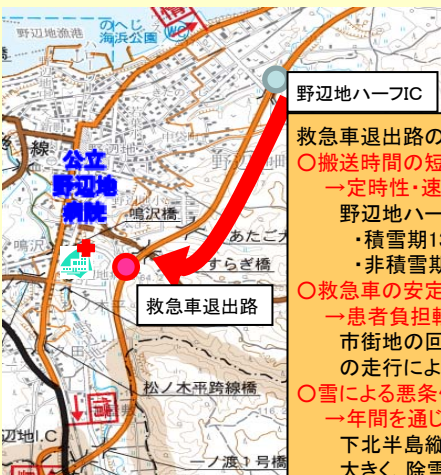 のへじ
海浜公園
野辺地漁港
野辺地ハーフIC
線
公立
野辺地
病院
鳴沢橋
あたご
すらぎ橋
救急車退出路
松ノ木平跨線橋
辺地I.C
一ノ渡1号橋
救急車退出路の
〇搬送時間の短
→定時性・速
野辺地ハー
・積雪期1
・非積雪期
〇救急車の安定
→患者負担軽
市街地の回
の走行によ
〇雪による悪条件
→年間を通じ
下北半島縦
大きく、除雪